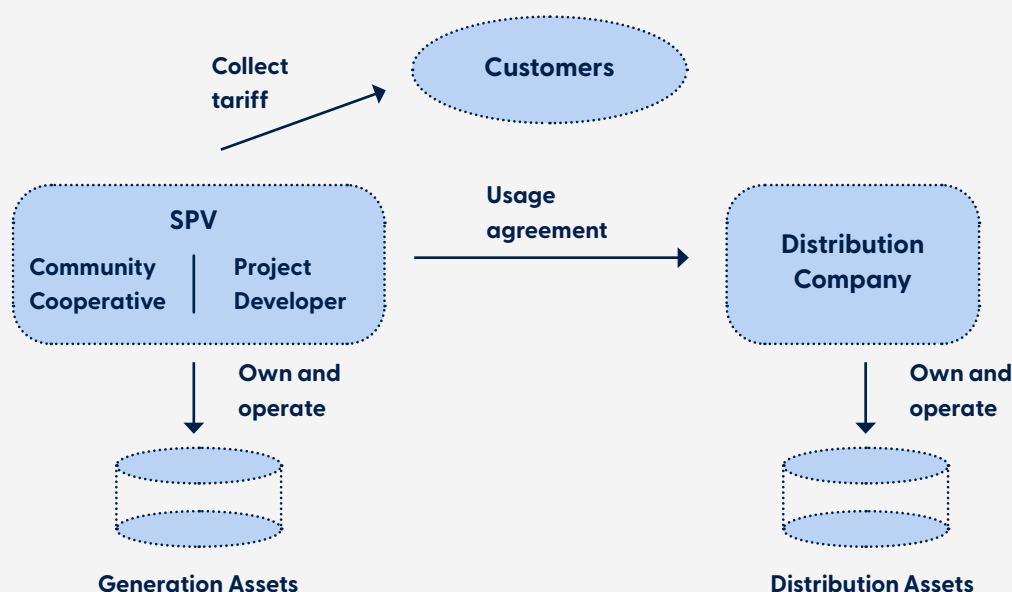 Collect
tariff
Customers
Usage
agreement
SPV
Community
Cooperative
Project
Developer
Distribution
Company
Own and
operate
Own and
operate
Generation Assets
Distribution Assets